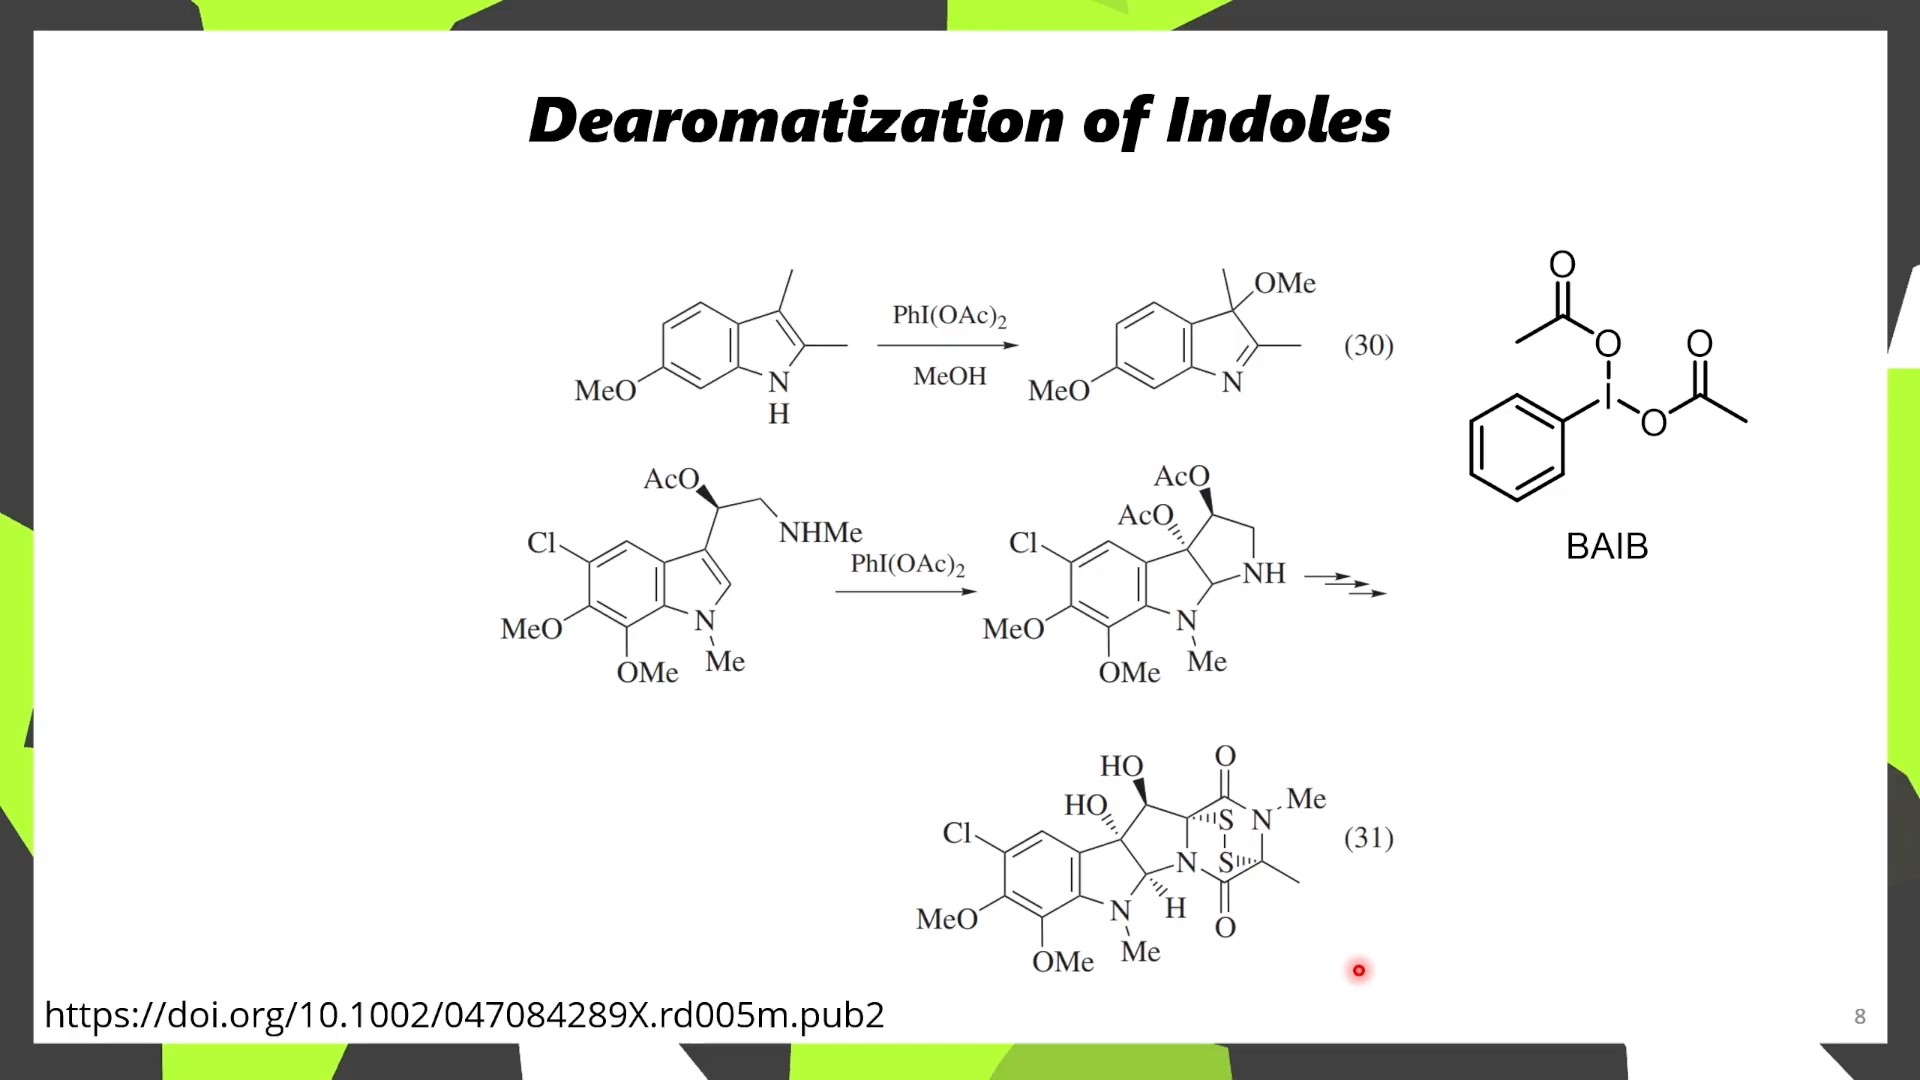 Dearomatization of Indoles
MeO
N
H
PhI(OAc)2
MeOH
OMe
MeO
N
(30)
O
O
O
I
O
BAIB
AcO
Cl
NHMe
MeO
OMe
N
Me
PhI(OAc)2
AcO
AcO
Cl
NH
MeO
OMe
N
Me
HO
HO
O
Cl
S
N
Me
S
N
MeO
N
H
O
OMe
Me
(31)
https://doi.org/10.1002/047084289X.rd005m.pub2
8